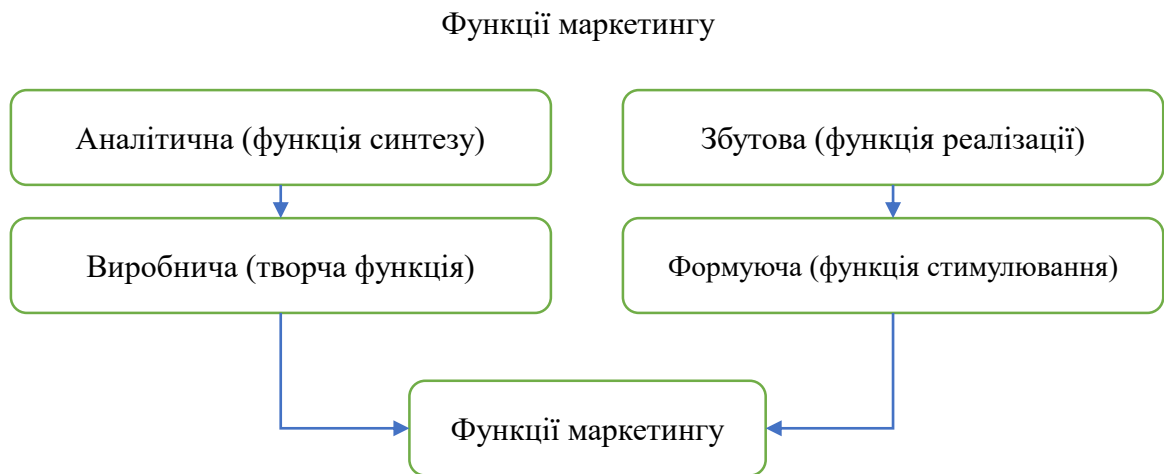 Функції маркетингу
Аналітична (функція синтезу)
Збутова (функція реалізації)
Виробнича (творча функція)
Формуюча (функція стимулювання)
Функції маркетингу